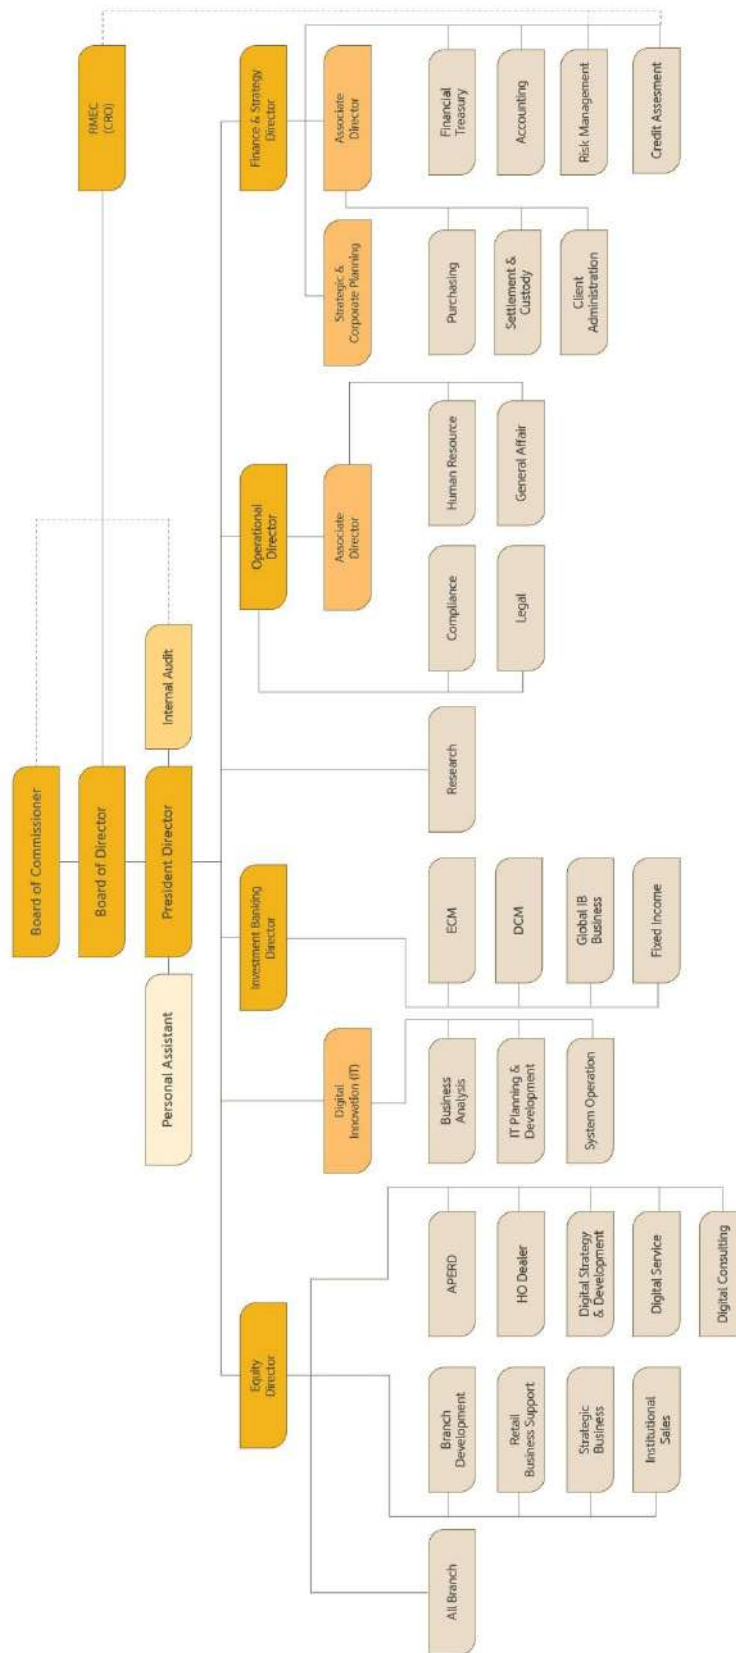 Board of Commissioner
Board of Director
RMEC
(CRO)
Personal Assistant
President Director
Internal Audit
Equity
Director
Investment Banking
Director
Operational
Director
Finance & Strategy
Director
Digital
Innovation (IT)
Associate
Director
Strategic &
Corporate Planning
Associate
Director
All Branch
Branch
Development
APERD
Business
Analysis
ECM
Research
Compliance
Human Resource
Purchasing
Financial
Treasury
Retail
Business Support
HO Dealer
IT Planning &
Development
DCM
Legal
General Affair
Settlement &
Custody
Accounting
Strategic
Business
Digital Strategy
& Development
System Operation
Global IB
Business
Client
Administration
Risk Management
Institutional
Sales
Digital Service
Fixed Income
Credit Assesment
Digital Consulting